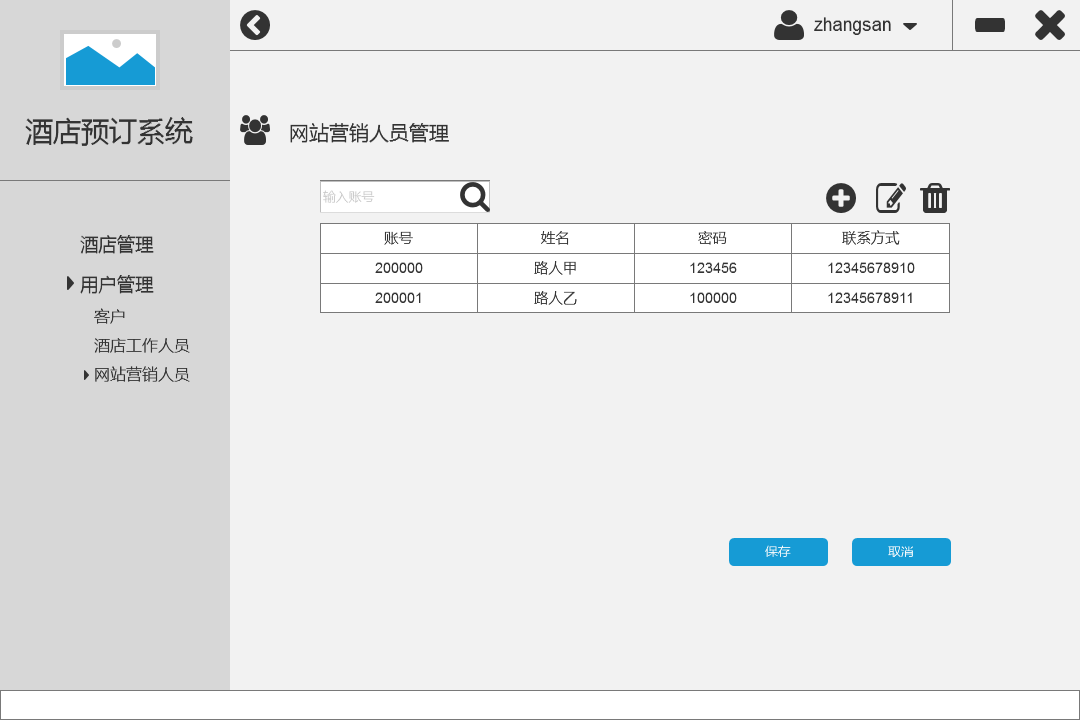 zhangsan
酒店预订系统
网站营销人员管理
输入账号
账号 姓名 密码 联系方式
200000 路人甲 123456 12345678910
200001 路人乙 100000 12345678911
酒店管理
用户管理
客户
酒店工作人员
网站营销人员
保存 取消